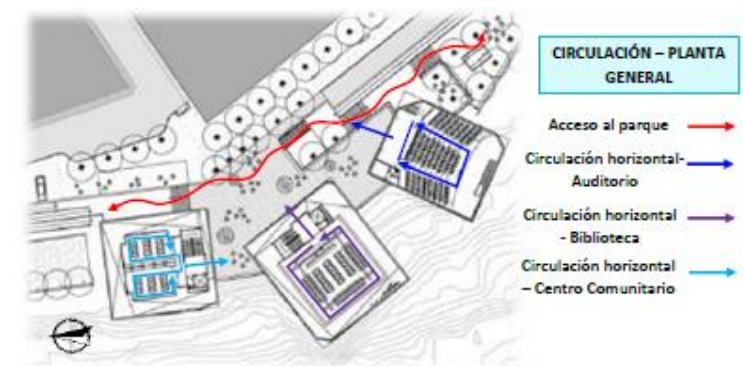 CIRCULACIÓN – PLANTA
GENERAL
Acceso al parque
Circulación horizontal-
Auditorio
Circulación horizontal
- Biblioteca
Circulación horizontal
– Centro Comunitario